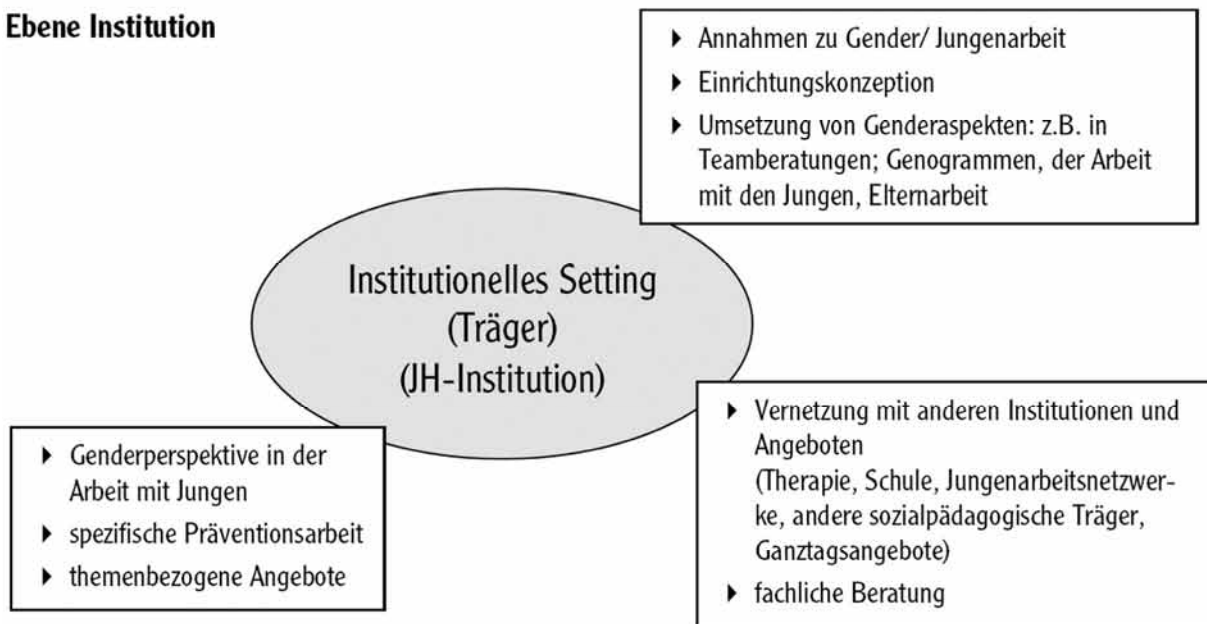 Ebene Institution
▸ Annahmen zu Gender/ Jungenarbeit
▸ Einrichtungskonzeption
▸ Umsetzung von Genderaspekten: z.B. in
Teamberatungen; Genogrammen, der Arbeit
mit den Jungen, Elternarbeit
Institutionelles Setting
(Träger)
(JH-Institution)
▸ Genderperspektive in der
Arbeit mit Jungen
▸ spezifische Präventionsarbeit
▸ themenbezogene Angebote
▸ Vernetzung mit anderen Institutionen und
Angeboten
(Therapie, Schule, Jungenarbeitsnetzwer-
ke, andere sozialpädagogische Träger,
Ganztagsangebote)
▸ fachliche Beratung